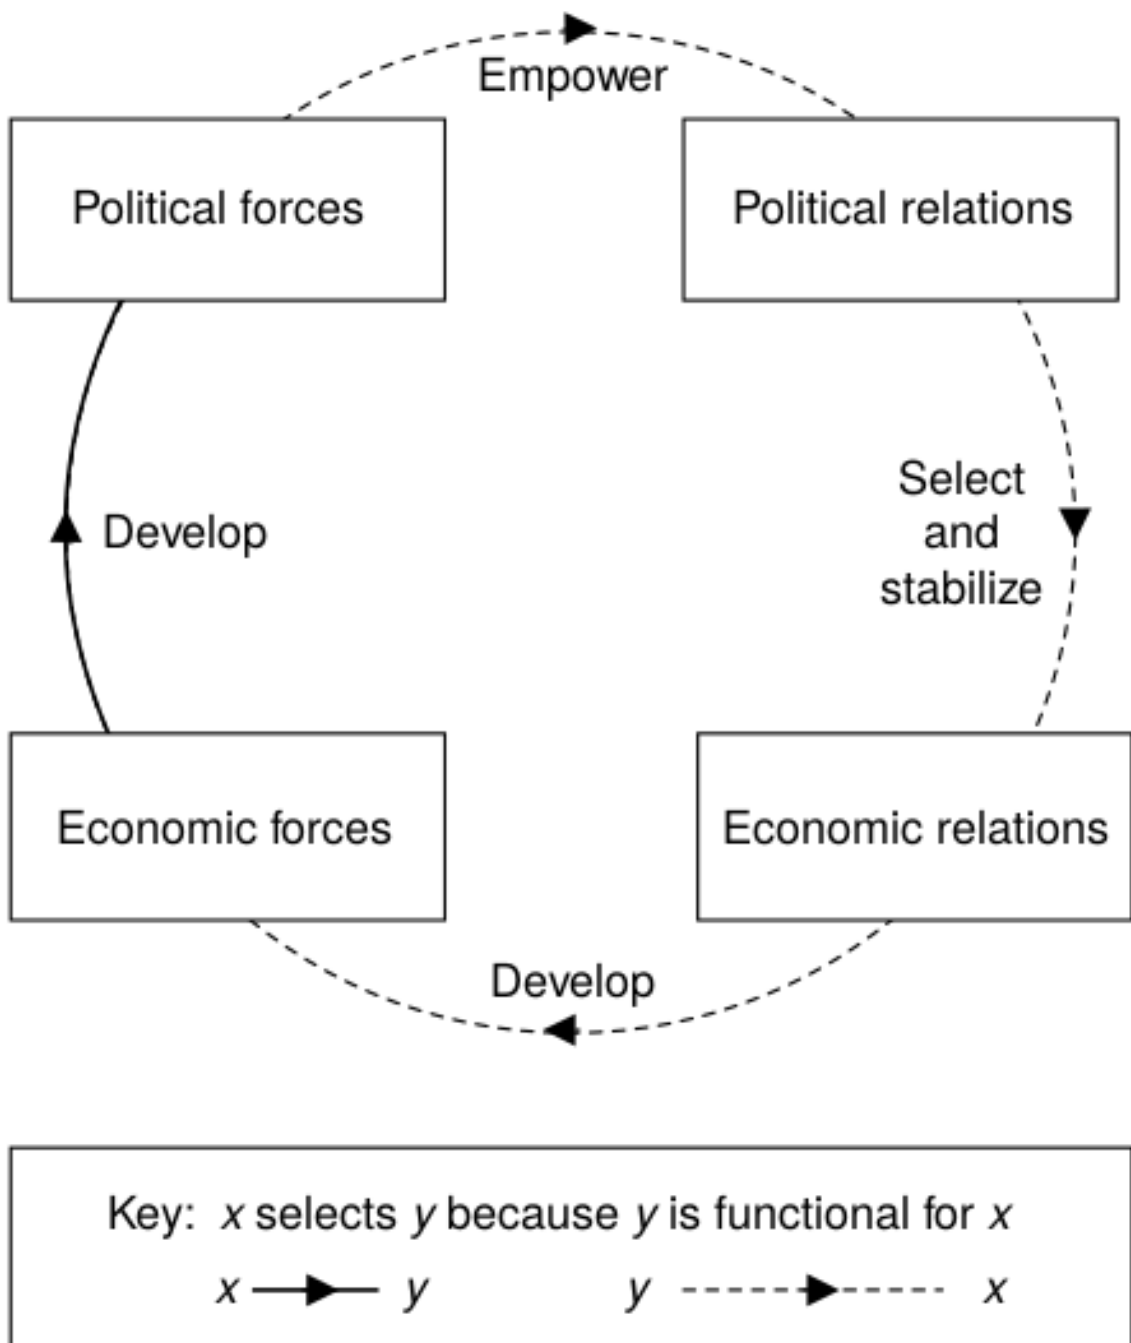 Empower
Political forces
Political relations
Develop
Select
and
stabilize
Economic forces
Economic relations
Develop
Key: x selects y because y is functional for x
x y y x